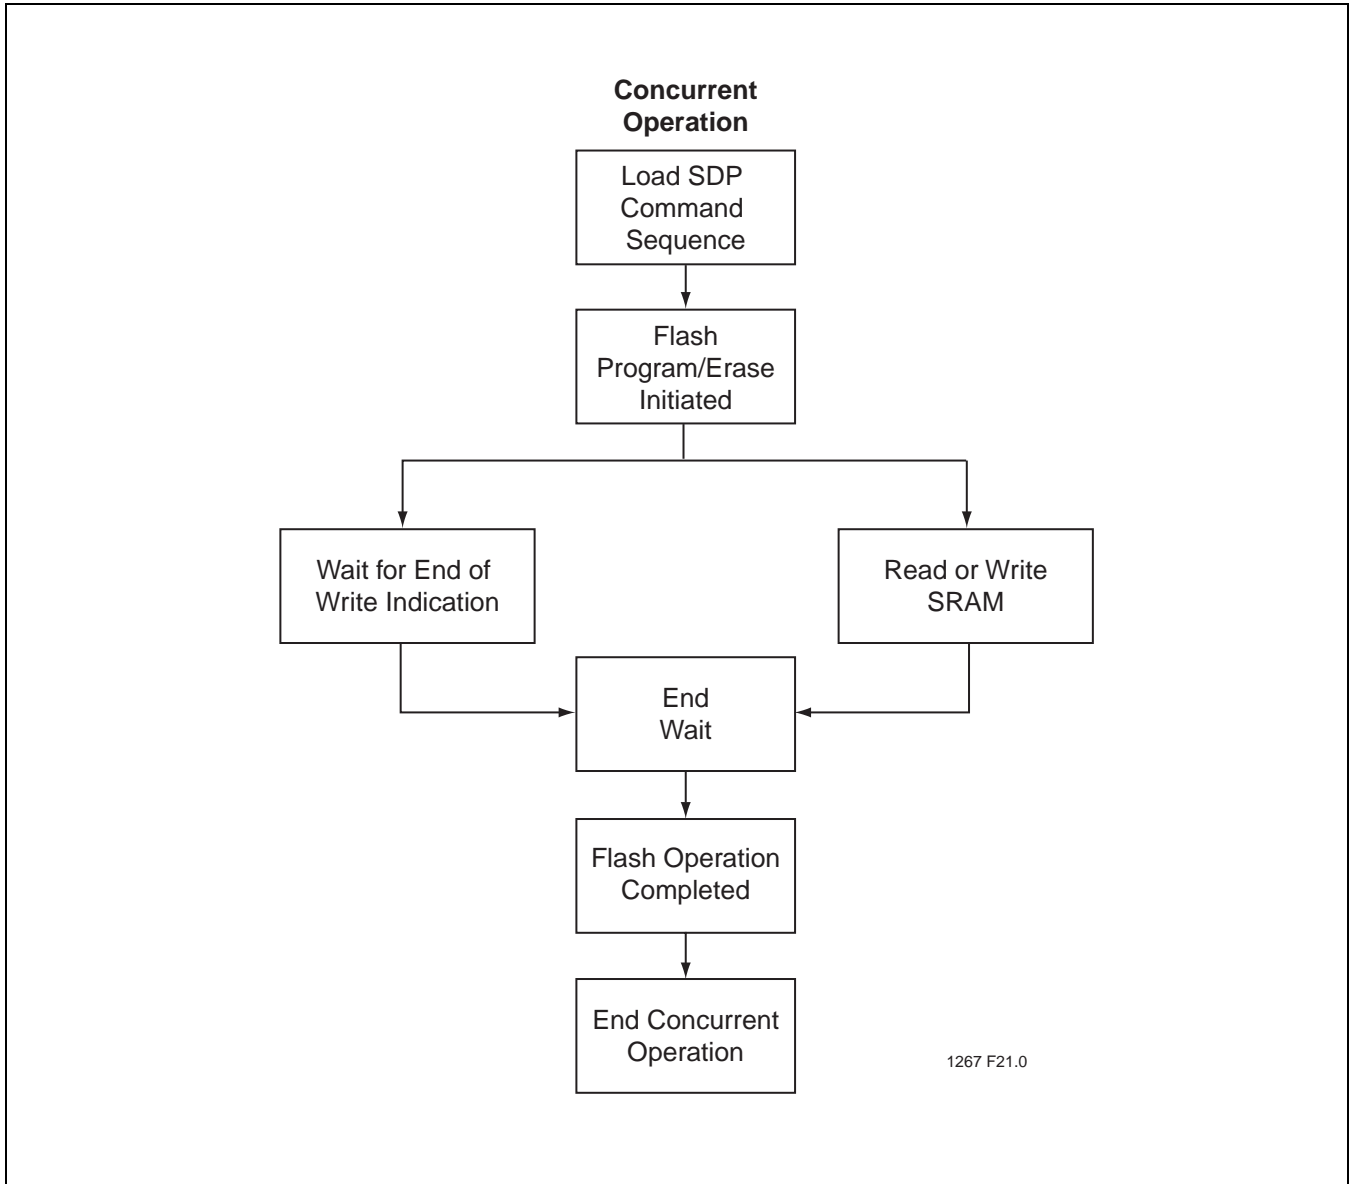 Concurrent
Operation
Load SDP
Command
Sequence
Flash
Program/Erase
Initiated
Wait for End of
Write Indication
Read or Write
SRAM
End
Wait
Flash Operation
Completed
End Concurrent
Operation
1267 F21.0